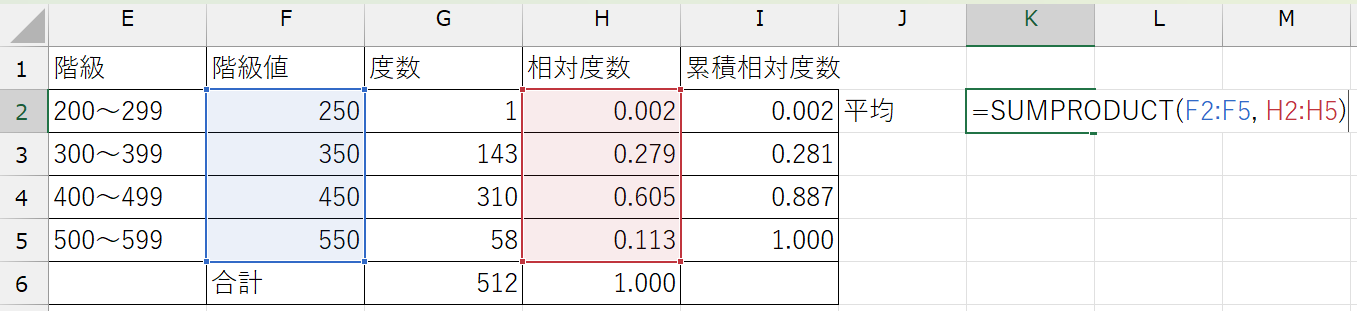 E F G H I J K L M
1 階級 階級値 度数 相対度数 累積相対度数
2 200～299 250 1 0.002 0.002 平均 =SUMPRODUCT(F2:F5, H2:H5)
3 300～399 350 143 0.279 0.281
4 400～499 450 310 0.605 0.887
5 500～599 550 58 0.113 1.000
6 合計 512 1.000